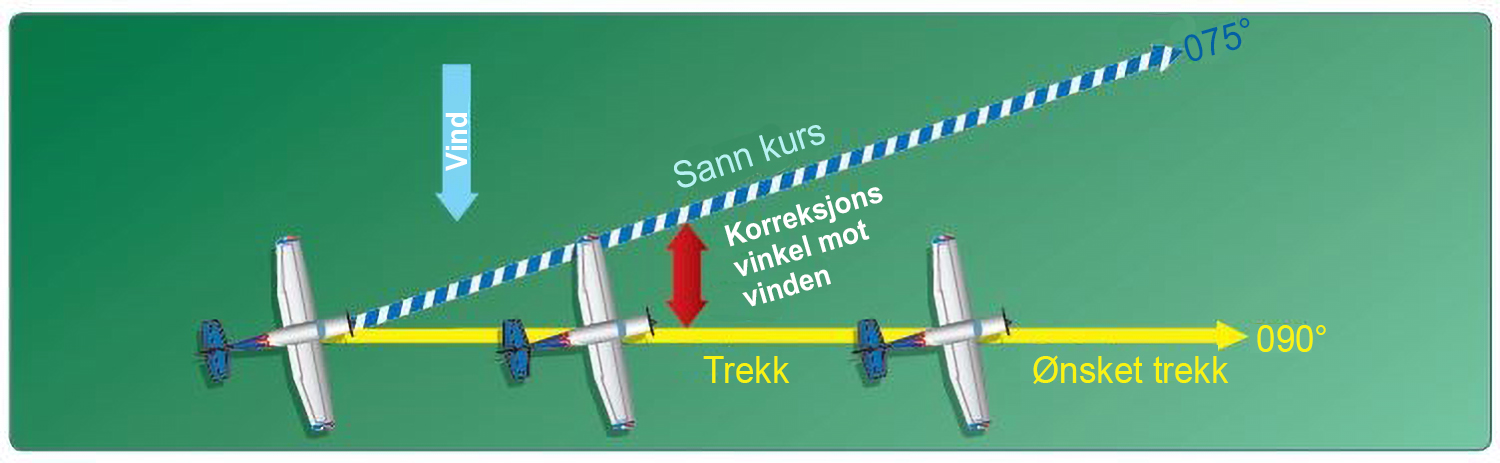 075°
Vind
Sann kurs
Korreksjons
vinkel mot
vinden
090°
Trekk
Ønsket trekk